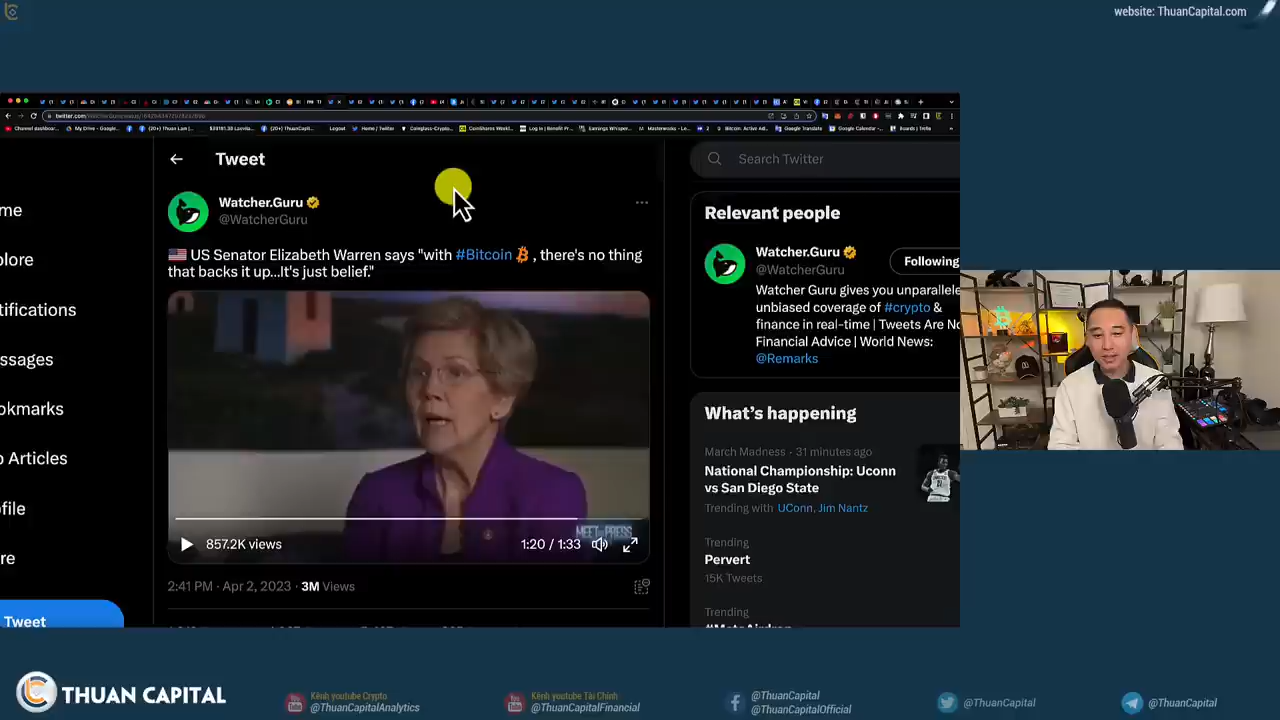 website: ThuanCapital.com
Tweet
Search Twitter
Watcher.Guru
@WatcherGuru
US Senator Elizabeth Warren says "with #Bitcoin , there's no thing
that backs it up...It's just belief."
MEET THE PRESS
857.2K views
1:20 / 1:33
2:41 PM · Apr 2, 2023 · 3M Views
me
lore
tifications
ssages
okmarks
Articles
file
re
Tweet
Relevant people
Watcher.Guru
@WatcherGuru
Following
Watcher Guru gives you unparallele
unbiased coverage of #crypto &
finance in real-time | Tweets Are No
Financial Advice | World News:
@Remarks
What's happening
March Madness · 31 minutes ago
National Championship: Uconn
vs San Diego State
Trending with UConn, Jim Nantz
Trending
Pervert
15K Tweets
Trending
THUAN CAPITAL
Kênh youtube Crypto
@ThuanCapitalAnalytics
Kênh youtube Tài Chính
@ThuanCapitalFinancial
@ThuanCapital
@ThuanCapitalOfficial
@ThuanCapital
@ThuanCapital